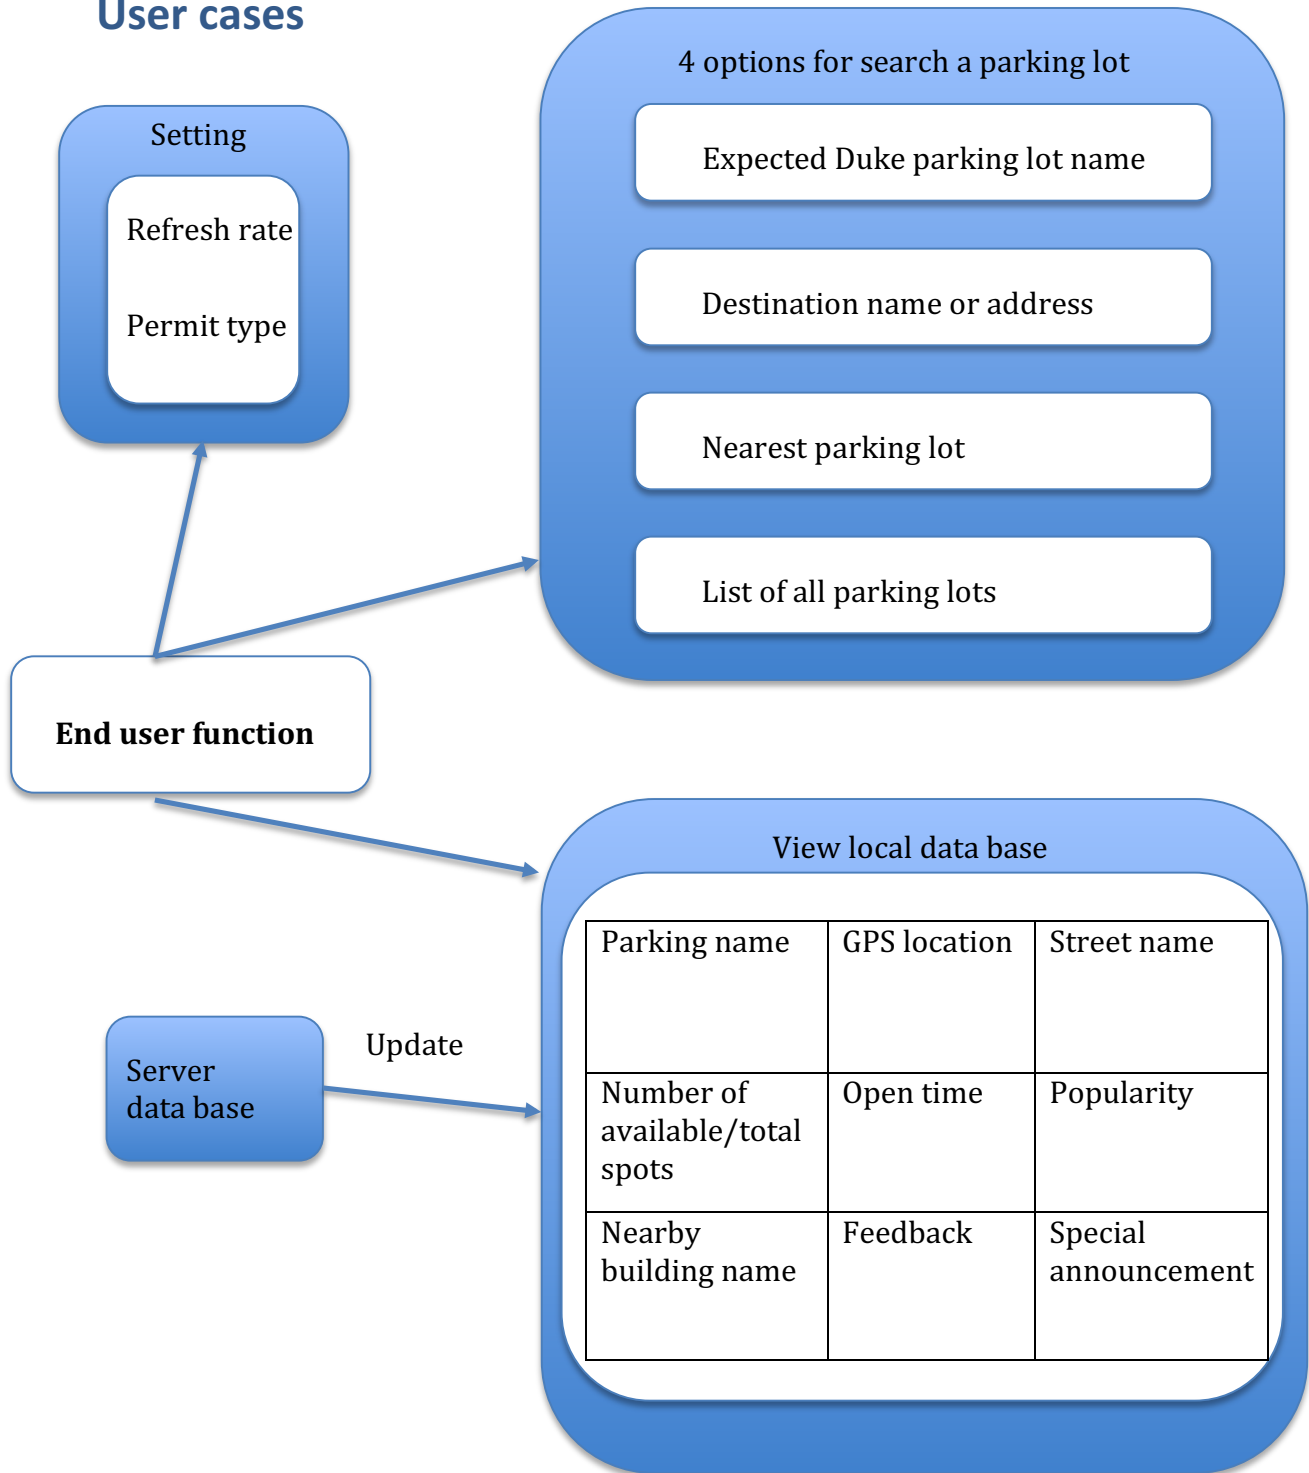 User cases
4 options for search a parking lot
Setting
Expected Duke parking lot name
Refresh rate
Destination name or address
Permit type
Nearest parking lot
List of all parking lots
End user function
View local data base
Parking name
GPS location
Street name
Update
Server
data base
Number of
available/total
spots
Open time
Popularity
Nearby
building name
Feedback
Special
announcement